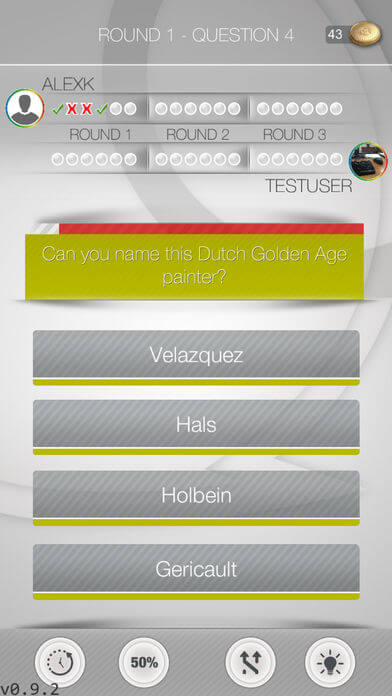 ROUND 1 - QUESTION 4
43
ALEXK
ROUND 1 ROUND 2 ROUND 3
TESTUSER
Can you name this Dutch Golden Age
painter?
Velazquez
Hals
Holbein
Gericault
50%
v0.9.2